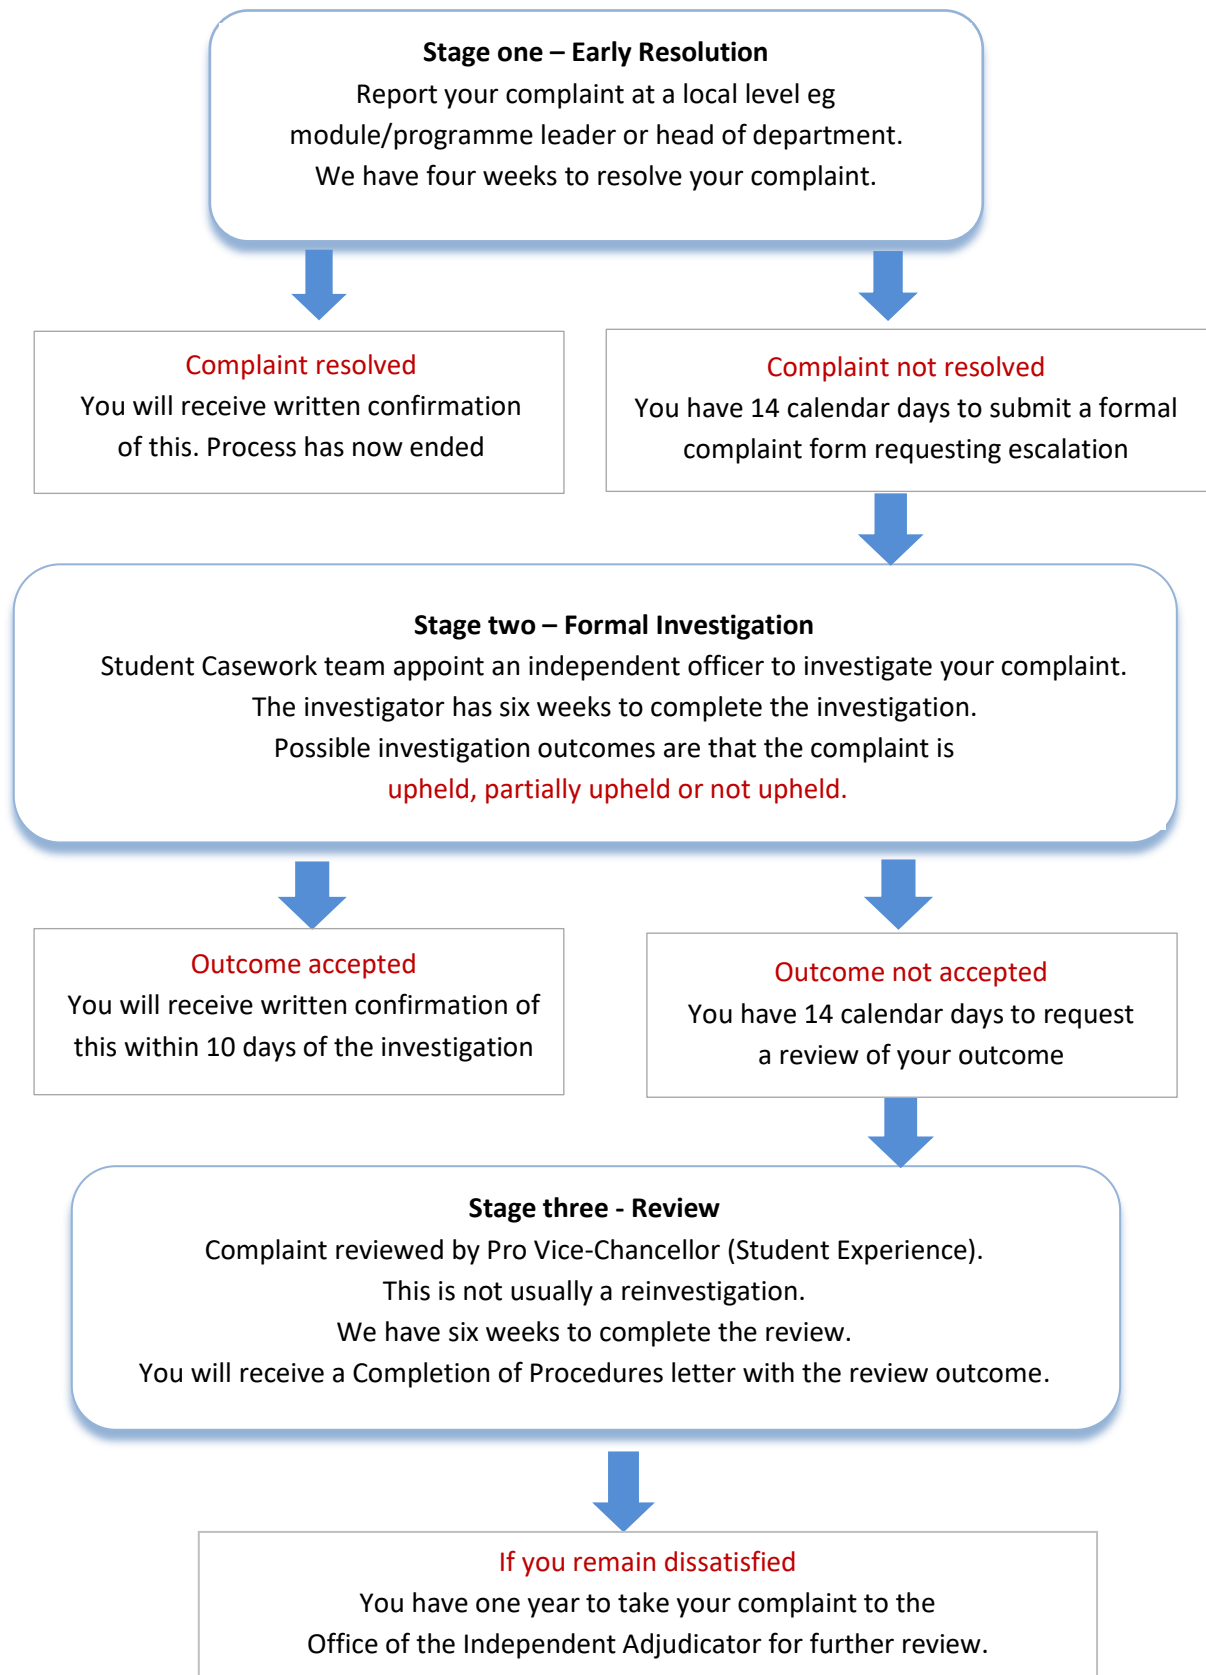 Stage one – Early Resolution
Report your complaint at a local level eg
module/programme leader or head of department.
We have four weeks to resolve your complaint.
Complaint resolved
You will receive written confirmation
of this. Process has now ended
Complaint not resolved
You have 14 calendar days to submit a formal
complaint form requesting escalation
Stage two – Formal Investigation
Student Casework team appoint an independent officer to investigate your complaint.
The investigator has six weeks to complete the investigation.
Possible investigation outcomes are that the complaint is
upheld, partially upheld or not upheld.
Outcome accepted
You will receive written confirmation of
this within 10 days of the investigation
Outcome not accepted
You have 14 calendar days to request
a review of your outcome
Stage three - Review
Complaint reviewed by Pro Vice-Chancellor (Student Experience).
This is not usually a reinvestigation.
We have six weeks to complete the review.
You will receive a Completion of Procedures letter with the review outcome.
If you remain dissatisfied
You have one year to take your complaint to the
Office of the Independent Adjudicator for further review.